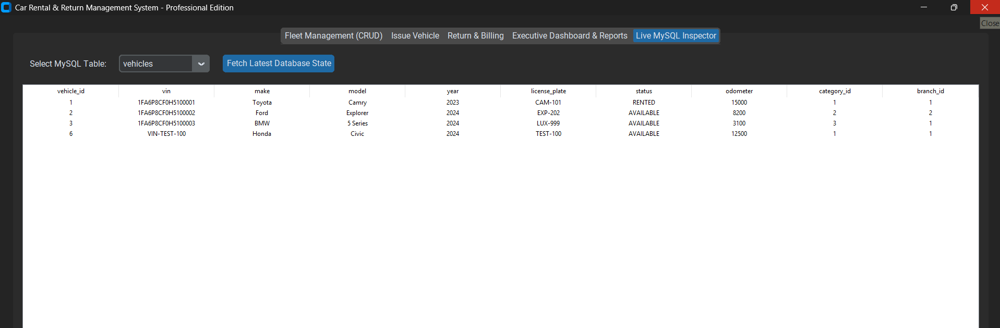 Car Rental & Return Management System - Professional Edition
Close
Fleet Management (CRUD) Issue Vehicle Return & Billing Executive Dashboard & Reports Live MySQL Inspector
Select MySQL Table: vehicles Fetch Latest Database State
vehicle_id vin make model year license_plate status odometer category_id branch_id
1 1FA6P8CF0H5100001 Toyota Camry 2023 CAM-101 RENTED 15000 1 1
2 1FA6P8CF0H5100002 Ford Explorer 2024 EXP-202 AVAILABLE 8200 2 2
3 1FA6P8CF0H5100003 BMW 5 Series 2024 LUX-999 AVAILABLE 3100 3 1
6 VIN-TEST-100 Honda Civic 2024 TEST-100 AVAILABLE 12500 1 1